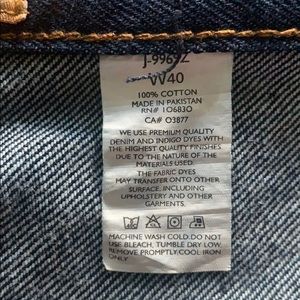 J-9969Z
W40
100% COTTON
MADE IN PAKISTAN
RN# 106830
CA# 03877
WE USE PREMIUM QUALITY
DENIM AND INDIGO DYES WITH
THE HIGHEST QUALITY FINISH.
DUE TO THE NATURE OF
THE MATERIALS USED.
THE FABRIC DYES
MAY TRANSFER ONTO OTHER
SURFACE. INCLUDING
UPHOLSTERY AND OTHER
GARMENTS.
MACHINE WASH COLD.DO NOT
USE BLEACH. TUMBLE DRY LOW.
REMOVE PROMPTLY.COOL IRON
ONLY